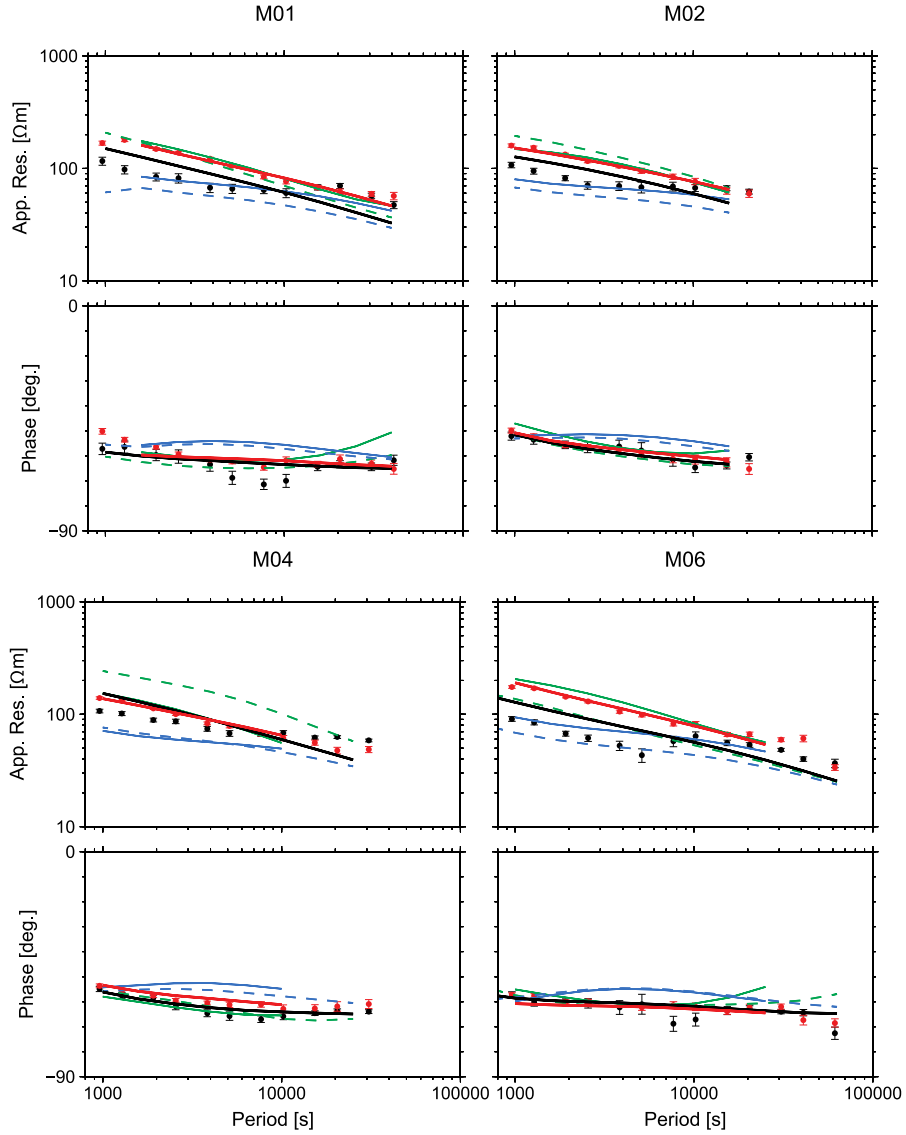 M01 M02
1000
App. Res. [Ωm]
100
10
0
Phase [deg.]
−90
M04 M06
1000
App. Res. [Ωm]
100
10
0
Phase [deg.]
−90
1000 10000 100000 1000 10000 100000
Period [s] Period [s]